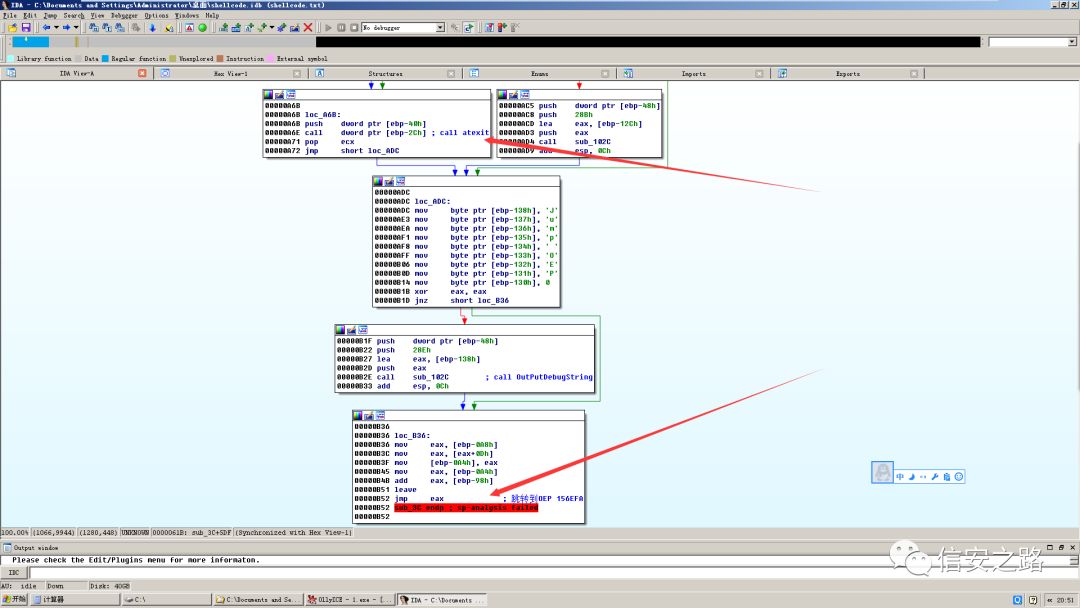 IDA - C:\Documents and Settings\Administrator\桌面\shellcode.idb (shellcode.txt)
File Edit Jump Search View Debugger Options Windows Help
No debugger
Library function Data Regular function Unexplored Instruction External symbol
IDA View-A Hex View-1 Structures Enums Imports Exports
00000A6B
00000A6B loc_A6B:
00000A6B push dword ptr [ebp-40h]
00000A6E call dword ptr [ebp-2Ch] ; call atexit
00000A71 pop ecx
00000A72 jmp short loc_ADC
00000AC5 push dword ptr [ebp-48h]
00000AC8 push 28Bh
00000ACD lea eax, [ebp-12Ch]
00000AD3 push eax
00000AD4 call sub_102C
00000AD9 add esp, 0Ch
00000ADC
00000ADC loc_ADC:
00000ADC mov byte ptr [ebp-138h], 'J'
00000AE3 mov byte ptr [ebp-137h], 'u'
00000AEA mov byte ptr [ebp-136h], 'm'
00000AF1 mov byte ptr [ebp-135h], 'p'
00000AF8 mov byte ptr [ebp-134h], ' '
00000AFF mov byte ptr [ebp-133h], 'O'
00000B06 mov byte ptr [ebp-132h], 'E'
00000B0D mov byte ptr [ebp-131h], 'P'
00000B14 mov byte ptr [ebp-130h], 0
00000B1B xor eax, eax
00000B1D jnz short loc_B36
00000B1F push dword ptr [ebp-48h]
00000B22 push 28Eh
00000B27 lea eax, [ebp-138h]
00000B2D push eax
00000B2E call sub_102C ; call OutPutDebugString
00000B33 add esp, 0Ch
00000B36
00000B36 loc_B36:
00000B36 mov eax, [ebp-0A8h]
00000B3C mov eax, [eax+0Dh]
00000B3F mov [ebp-0A4h], eax
00000B45 mov eax, [ebp-0A4h]
00000B4B add eax, [ebp-98h]
00000B51 leave
00000B52 jmp eax ; 跳转到OEP 156EFA
00000B52 sub_3C endp ; sp-analysis failed
00000B52
中
100.00% (1066,9944) (1280,448) UNKNOWN 0000061B: sub_3C+5DF (Synchronized with Hex View-1)
Output window
Please check the Edit/Plugins menu for more informaton.
IDC
AU: idle Down Disk: 40GB
信安之路
开始 计算器 C:\ C:\Documents and Se... OllyICE - 1.exe - [... IDA - C:\Documents ... 20:51